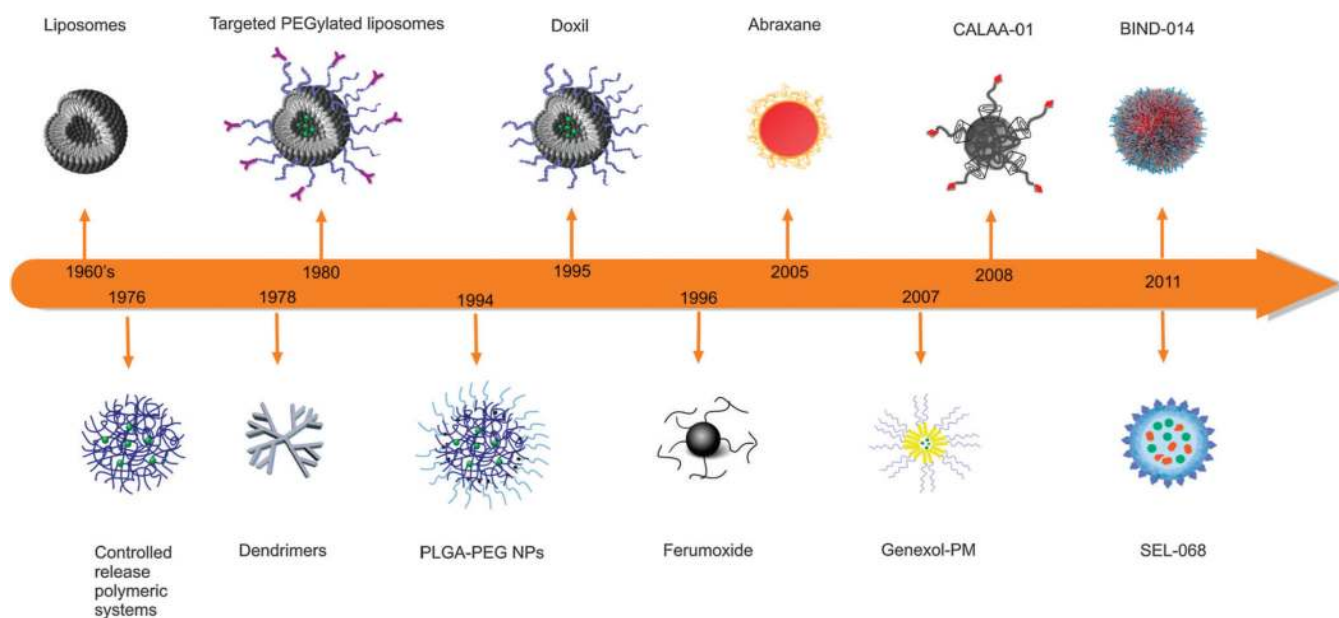 Liposomes
Targeted PEGylated liposomes
Doxil
Abraxane
CALAA-01
BIND-014
1960's
1980
1995
2005
2008
2011
1976
1978
1994
1996
2007
Controlled
release
polymeric
systems
Dendrimers
PLGA-PEG NPs
Ferumoxide
Genexol-PM
SEL-068